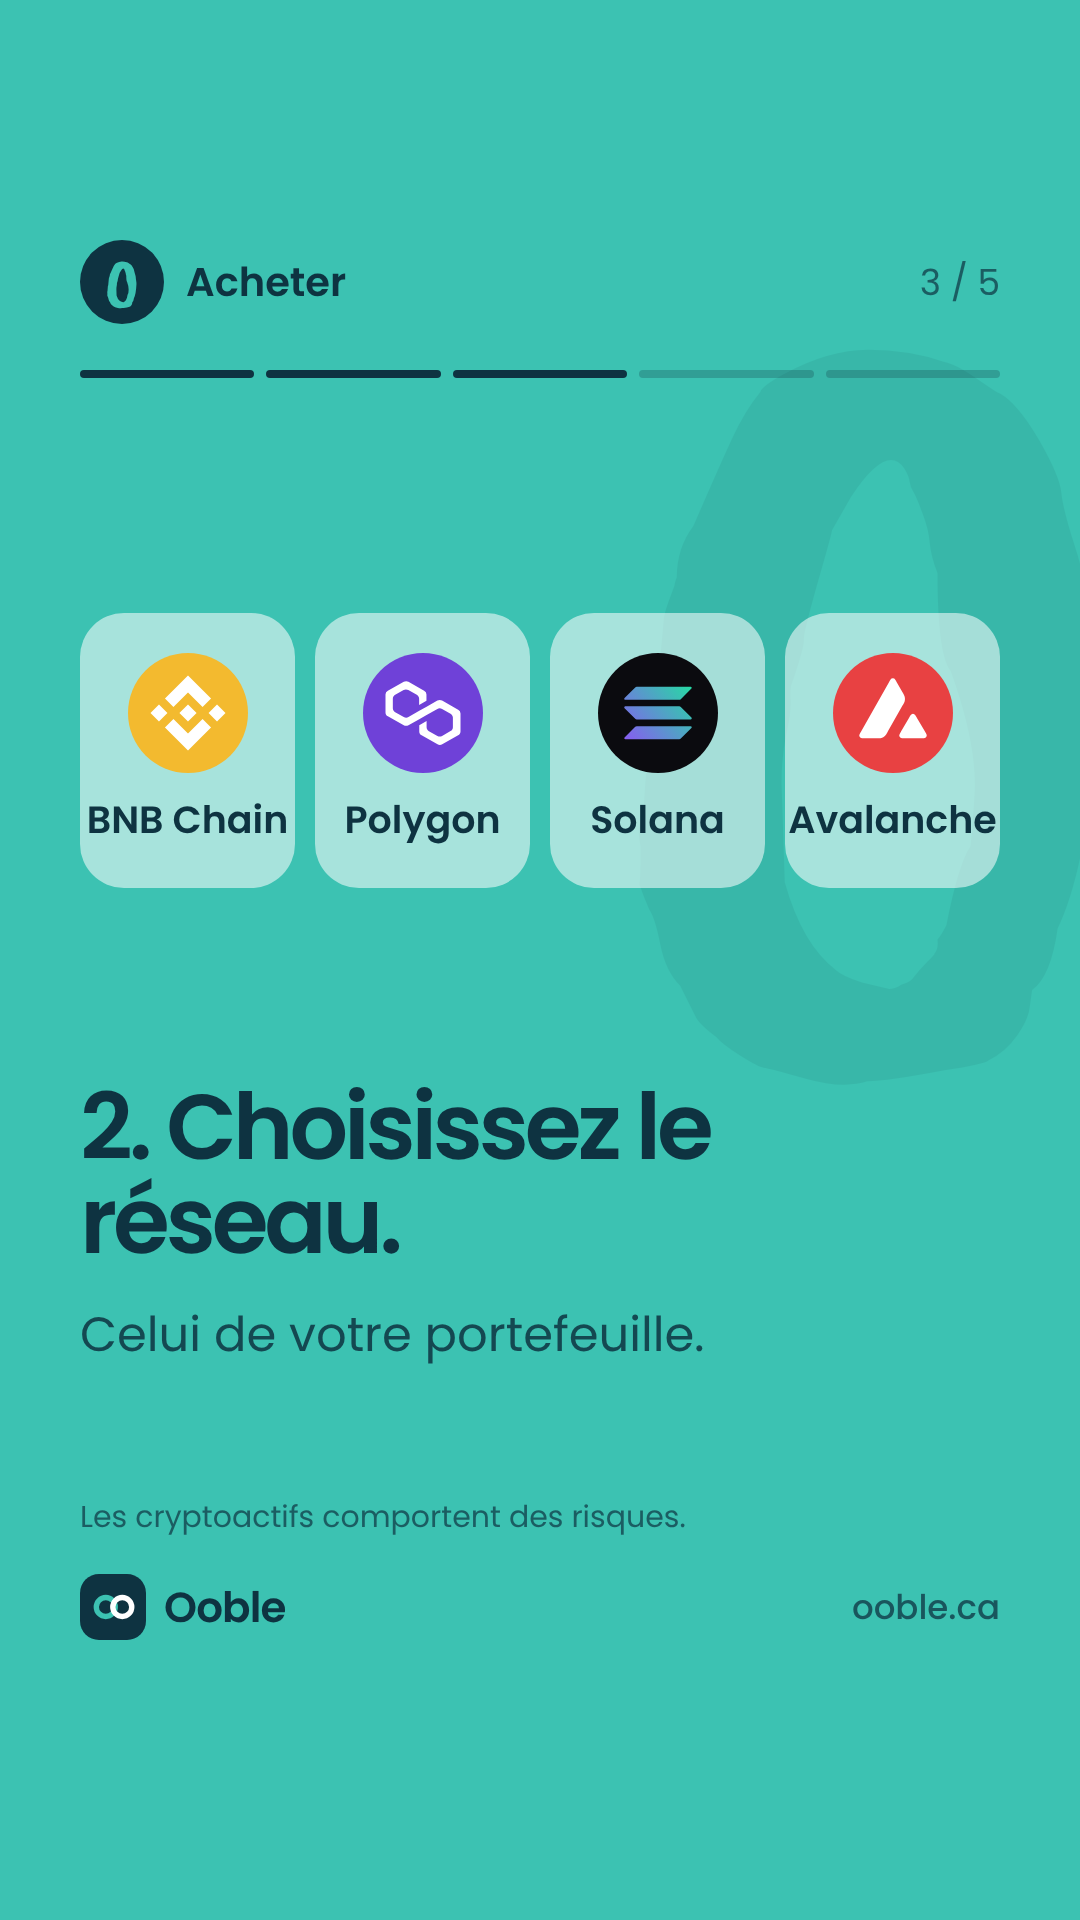 Acheter
3 / 5
BNB Chain
Polygon
Solana
Avalanche
2. Choisissez le
réseau.
Celui de votre portefeuille.
Les cryptoactifs comportent des risques.
Ooble
ooble.ca